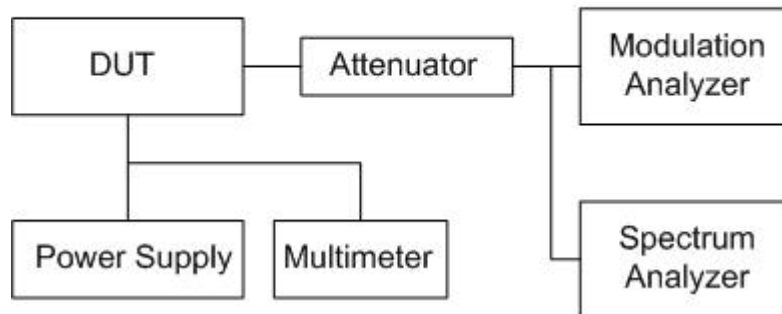 DUT
Attenuator
Modulation
Analyzer
Power Supply
Multimeter
Spectrum
Analyzer